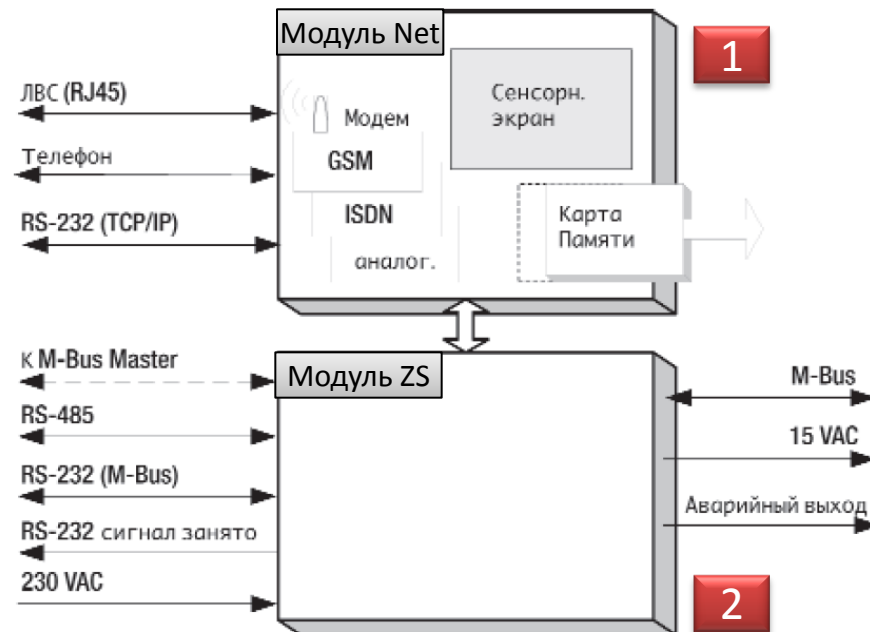 Модуль Net
1
ЛВС (RJ45)
Телефон
RS-232 (TCP/IP)
Модем
GSM
ISDN
аналог.
Сенсорн.
экран
Карта
Памяти
Модуль ZS
К M-Bus Master
RS-485
RS-232 (M-Bus)
RS-232 сигнал занято
230 VAC
M-Bus
15 VAC
Аварийный выход
2